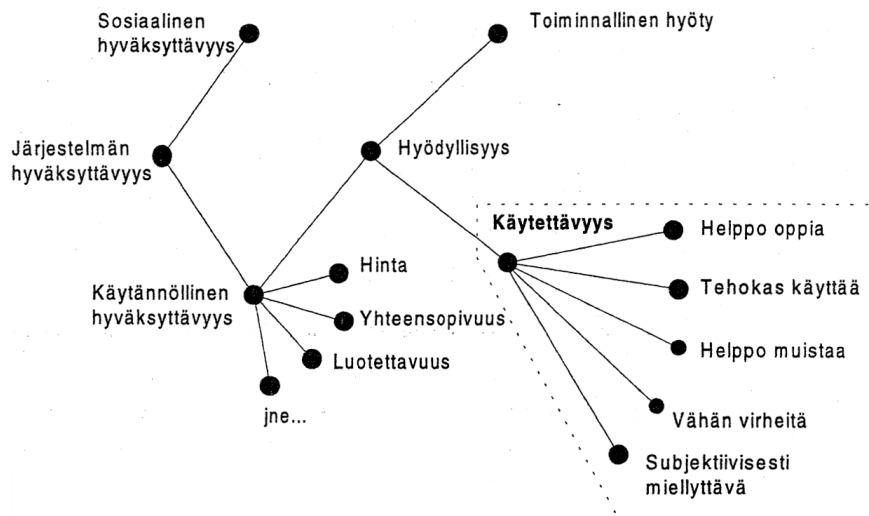 Sosiaalinen
hyväksyttävyys
Toiminnallinen hyöty
Järjestelmän
hyväksyttävyys
Hyödyllisyys
Käytettävyys
Helppo oppia
Hinta
Tehokas käyttää
Käytännöllinen
hyväksyttävyys
Yhteensopivuus
Helppo muistaa
Luotettavuus
jne...
Vähän virheitä
Subjektiivisesti
miellyttävä